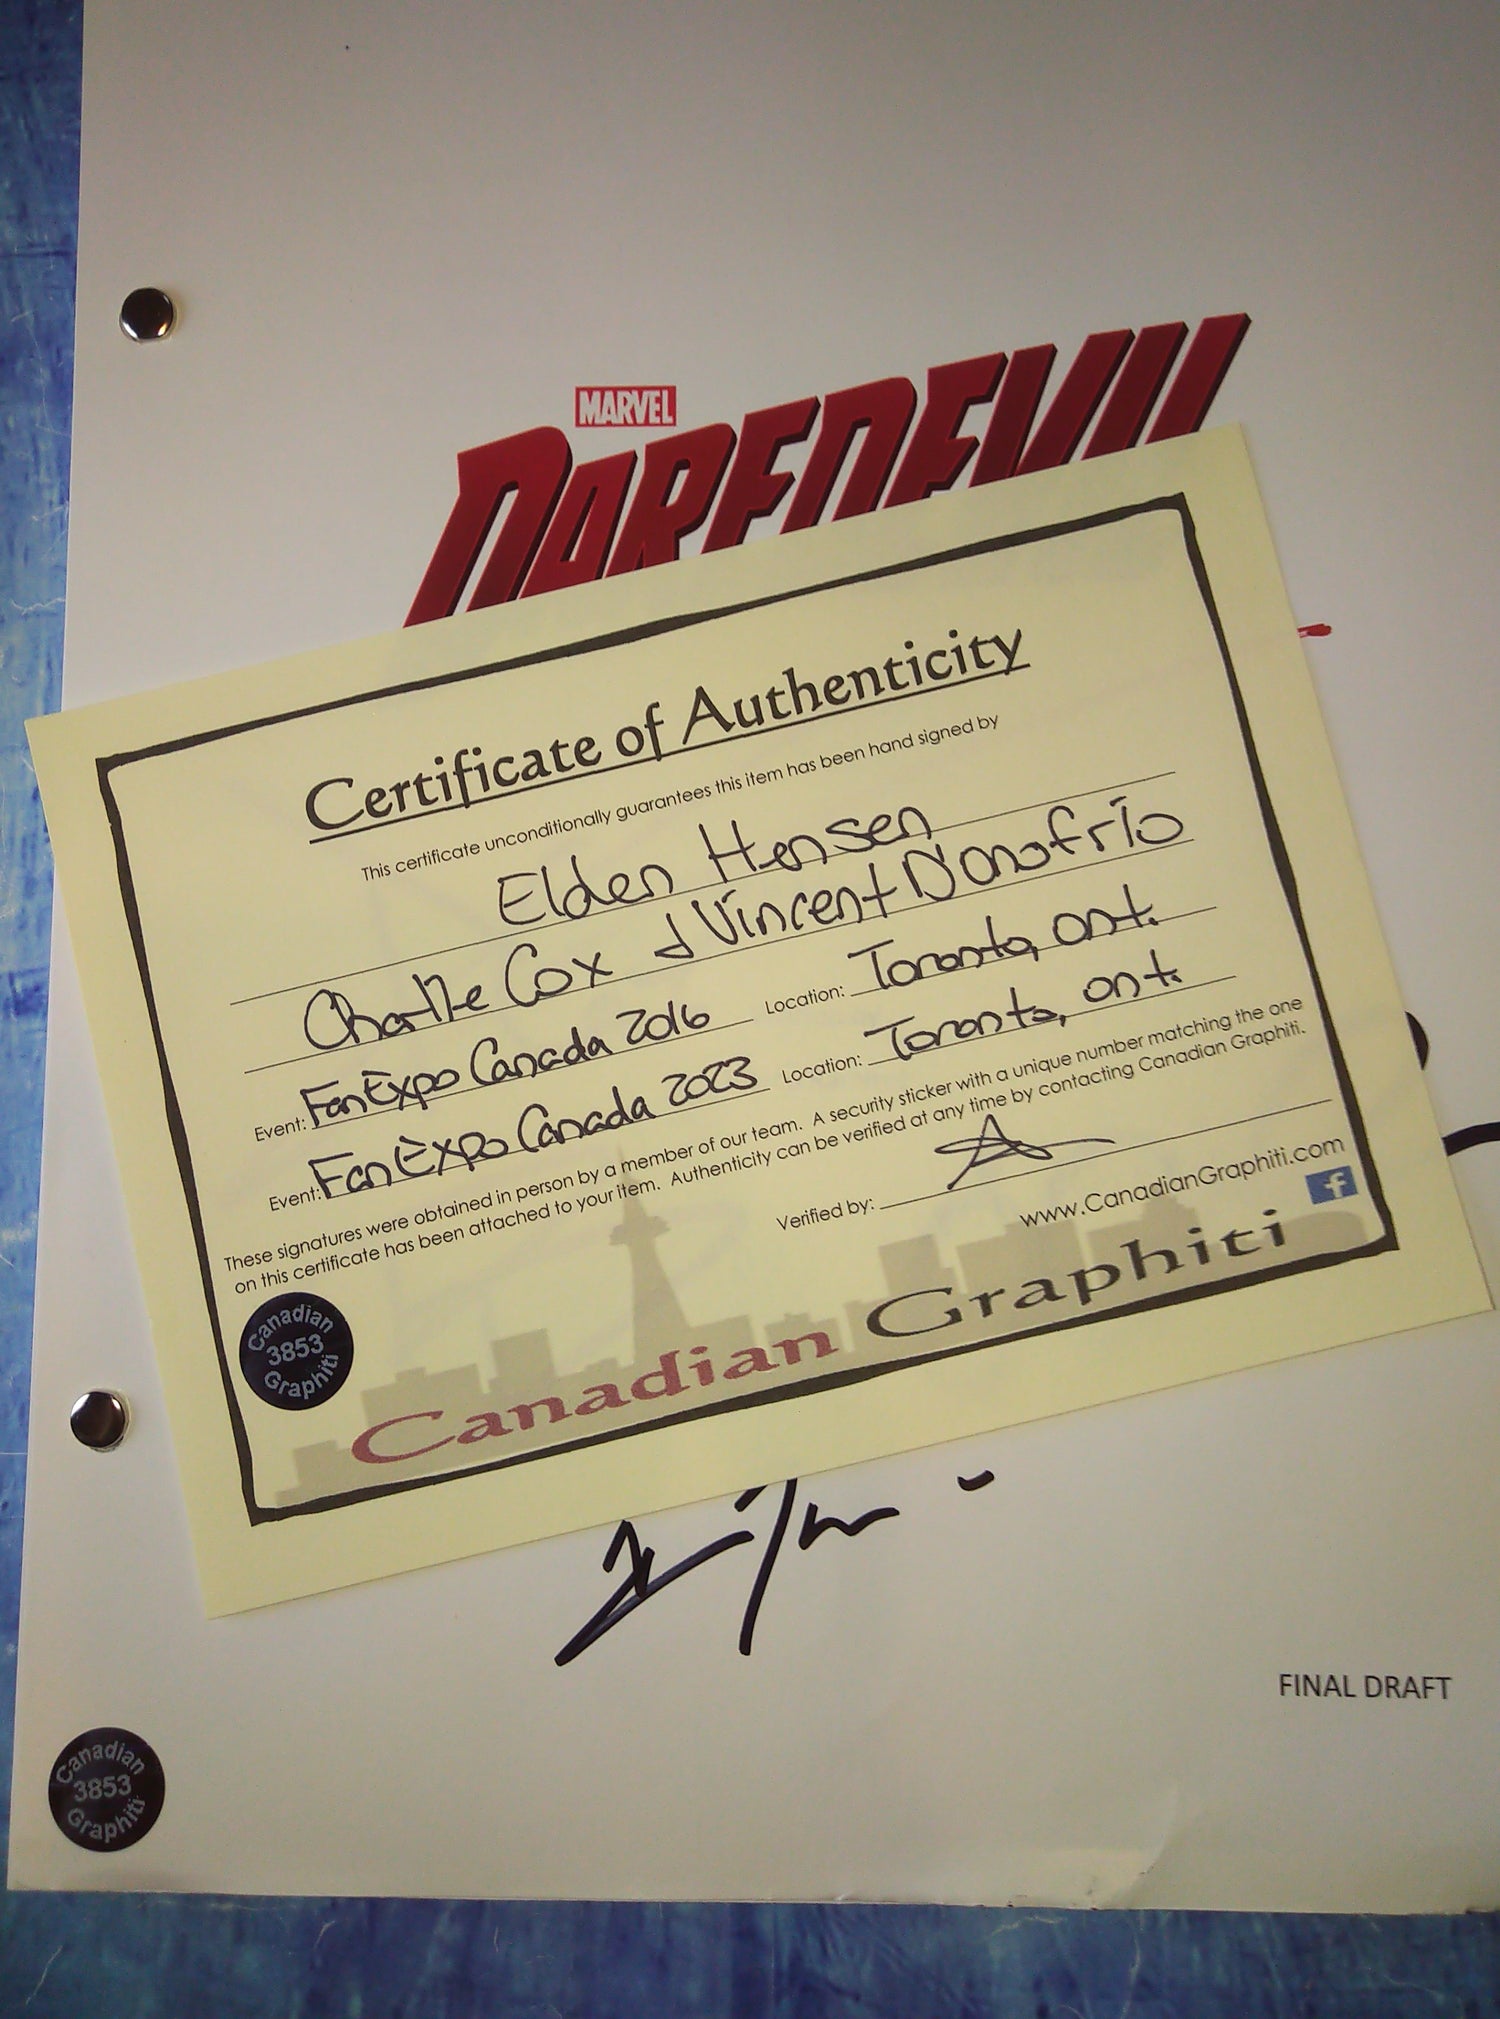 MARVEL
DAREDEVIL
Certificate of Authenticity
This certificate unconditionally guarantees this item has been hand signed by
Elden Hensen
Charlie Cox & Vincent D'Onofrio
Event: FanExpo Canada 2016 Location: Toronto, ont.
Event: FanExpo Canada 2023 Location: Toronto, ont.
These signatures were obtained in person by a member of our team. A security sticker with a unique number matching the one
on this certificate has been attached to your item. Authenticity can be verified at any time by contacting Canadian Graphiti.
Verified by:
www.CanadianGraphiti.com
f
Canadian Graphiti
Canadian
3853
Graphiti
FINAL DRAFT
Canadian
3853
Graphiti